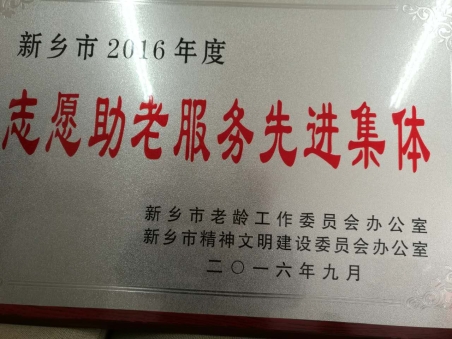 新乡市2016年度
志愿助老服务先进集体
新乡市老龄工作委员会办公室
新乡市精神文明建设委员会办公室
二〇一六年九月